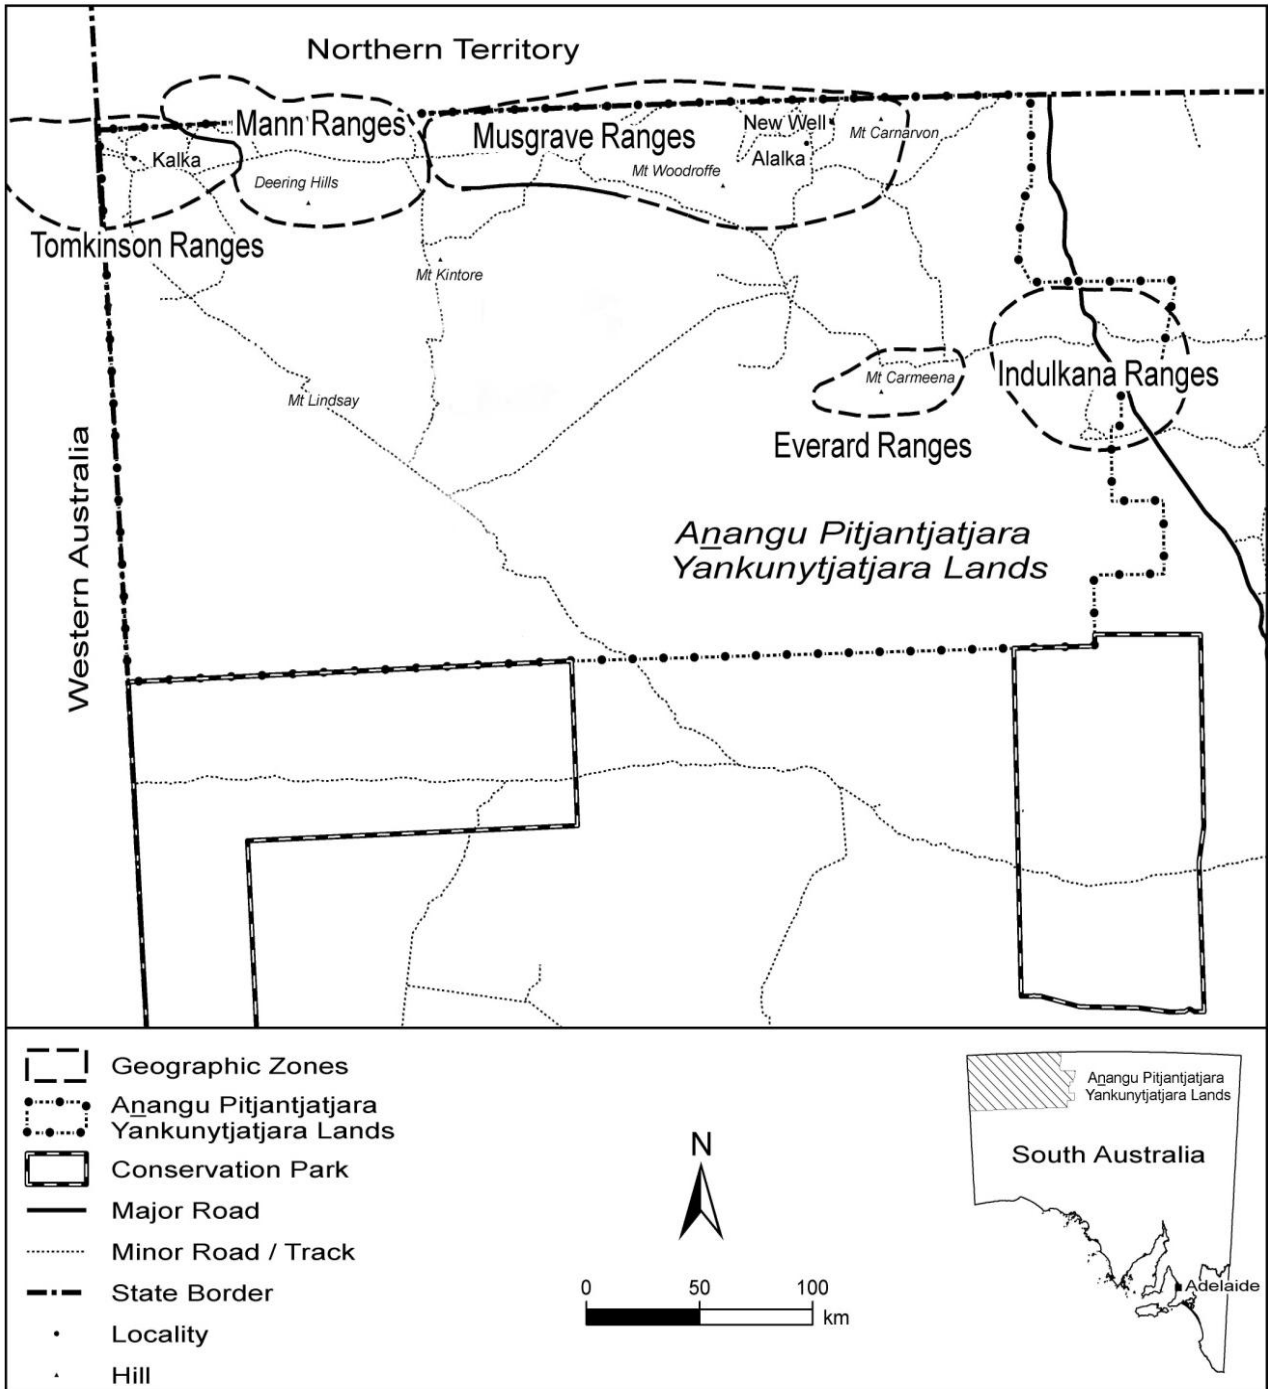 Northern Territory
Mann Ranges
Musgrave Ranges
New Well
Mt Carnarvon
Kalka
Alalka
Deering Hills
Mt Woodroffe
Tomkinson Ranges
Mt Kintore
Mt Lindsay
Mt Carmeena
Indulkana Ranges
Everard Ranges
Western Australia
Anangu Pitjantjatjara
Yankunytjatjara Lands
Geographic Zones
Anangu Pitjantjatjara
Yankunytjatjara Lands
Conservation Park
Major Road
Minor Road / Track
State Border
Locality
Hill
N
0 50 100
km
Anangu Pitjantjatjara
Yankunytjatjara Lands
South Australia
Adelaide